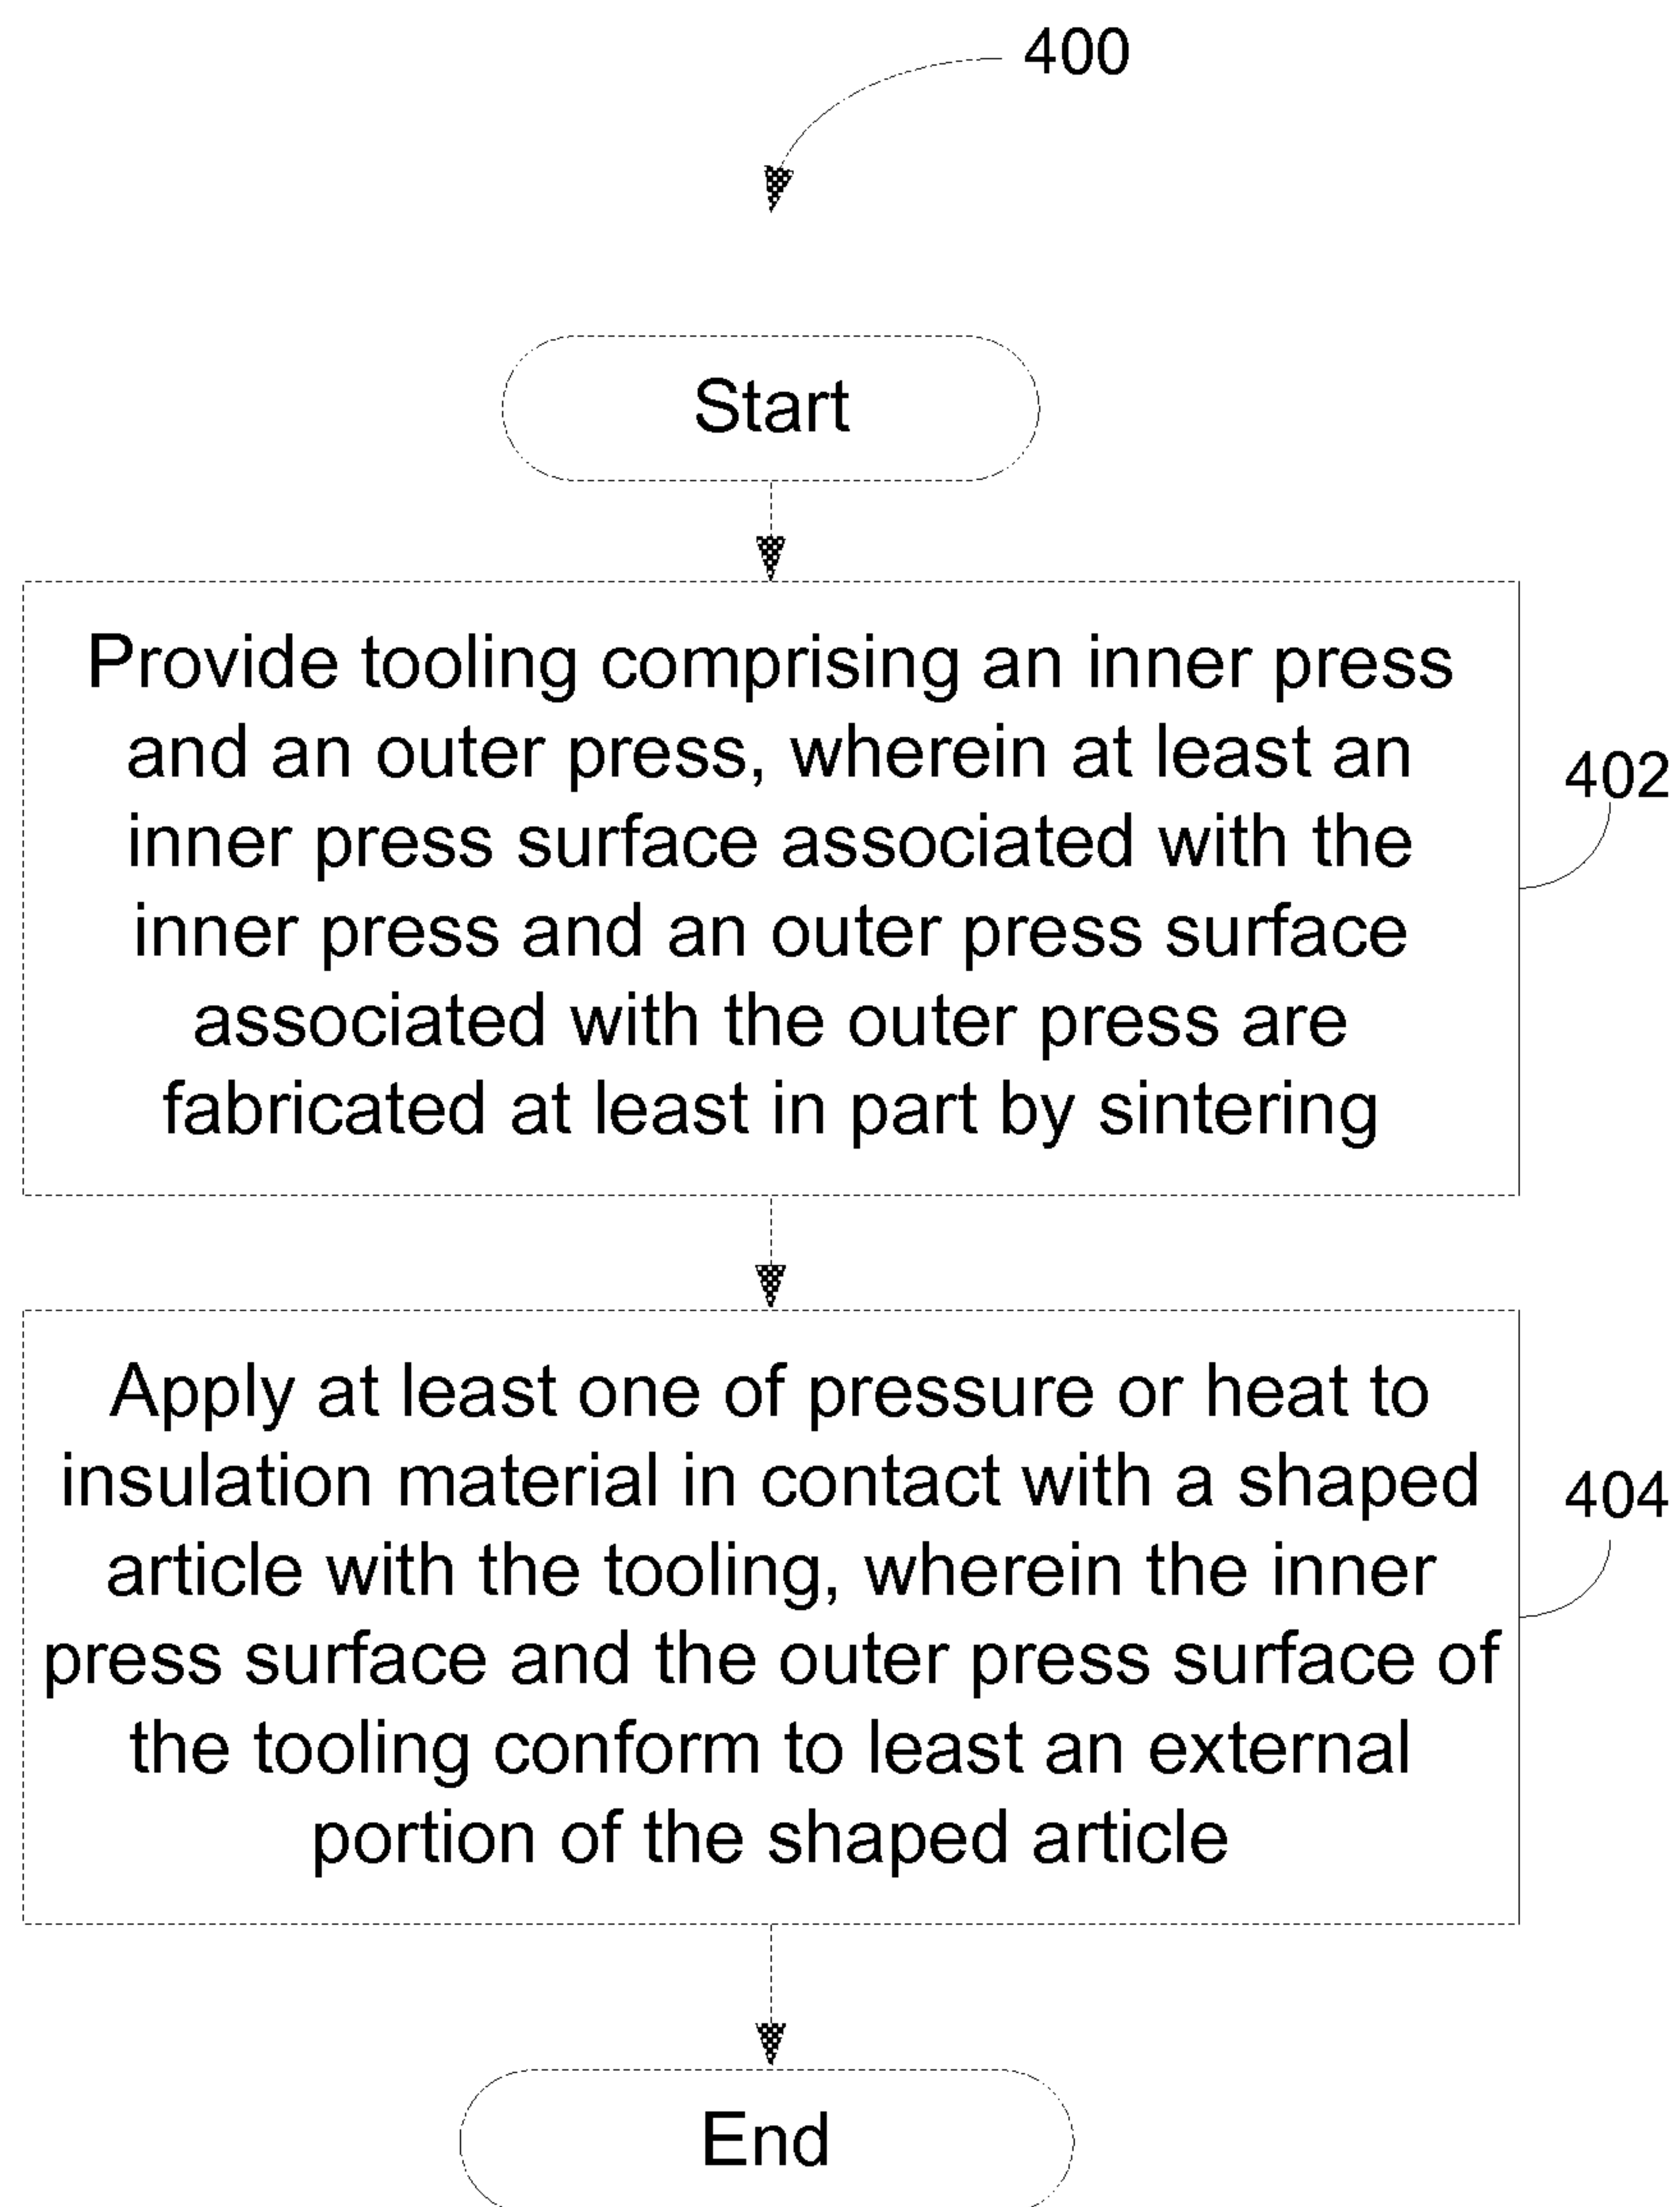 400
Start
Provide tooling comprising an inner press
and an outer press, wherein at least an
inner press surface associated with the
inner press and an outer press surface
associated with the outer press are
fabricated at least in part by sintering
402
Apply at least one of pressure or heat to
insulation material in contact with a shaped
article with the tooling, wherein the inner
press surface and the outer press surface of
the tooling conform to least an external
portion of the shaped article
404
End